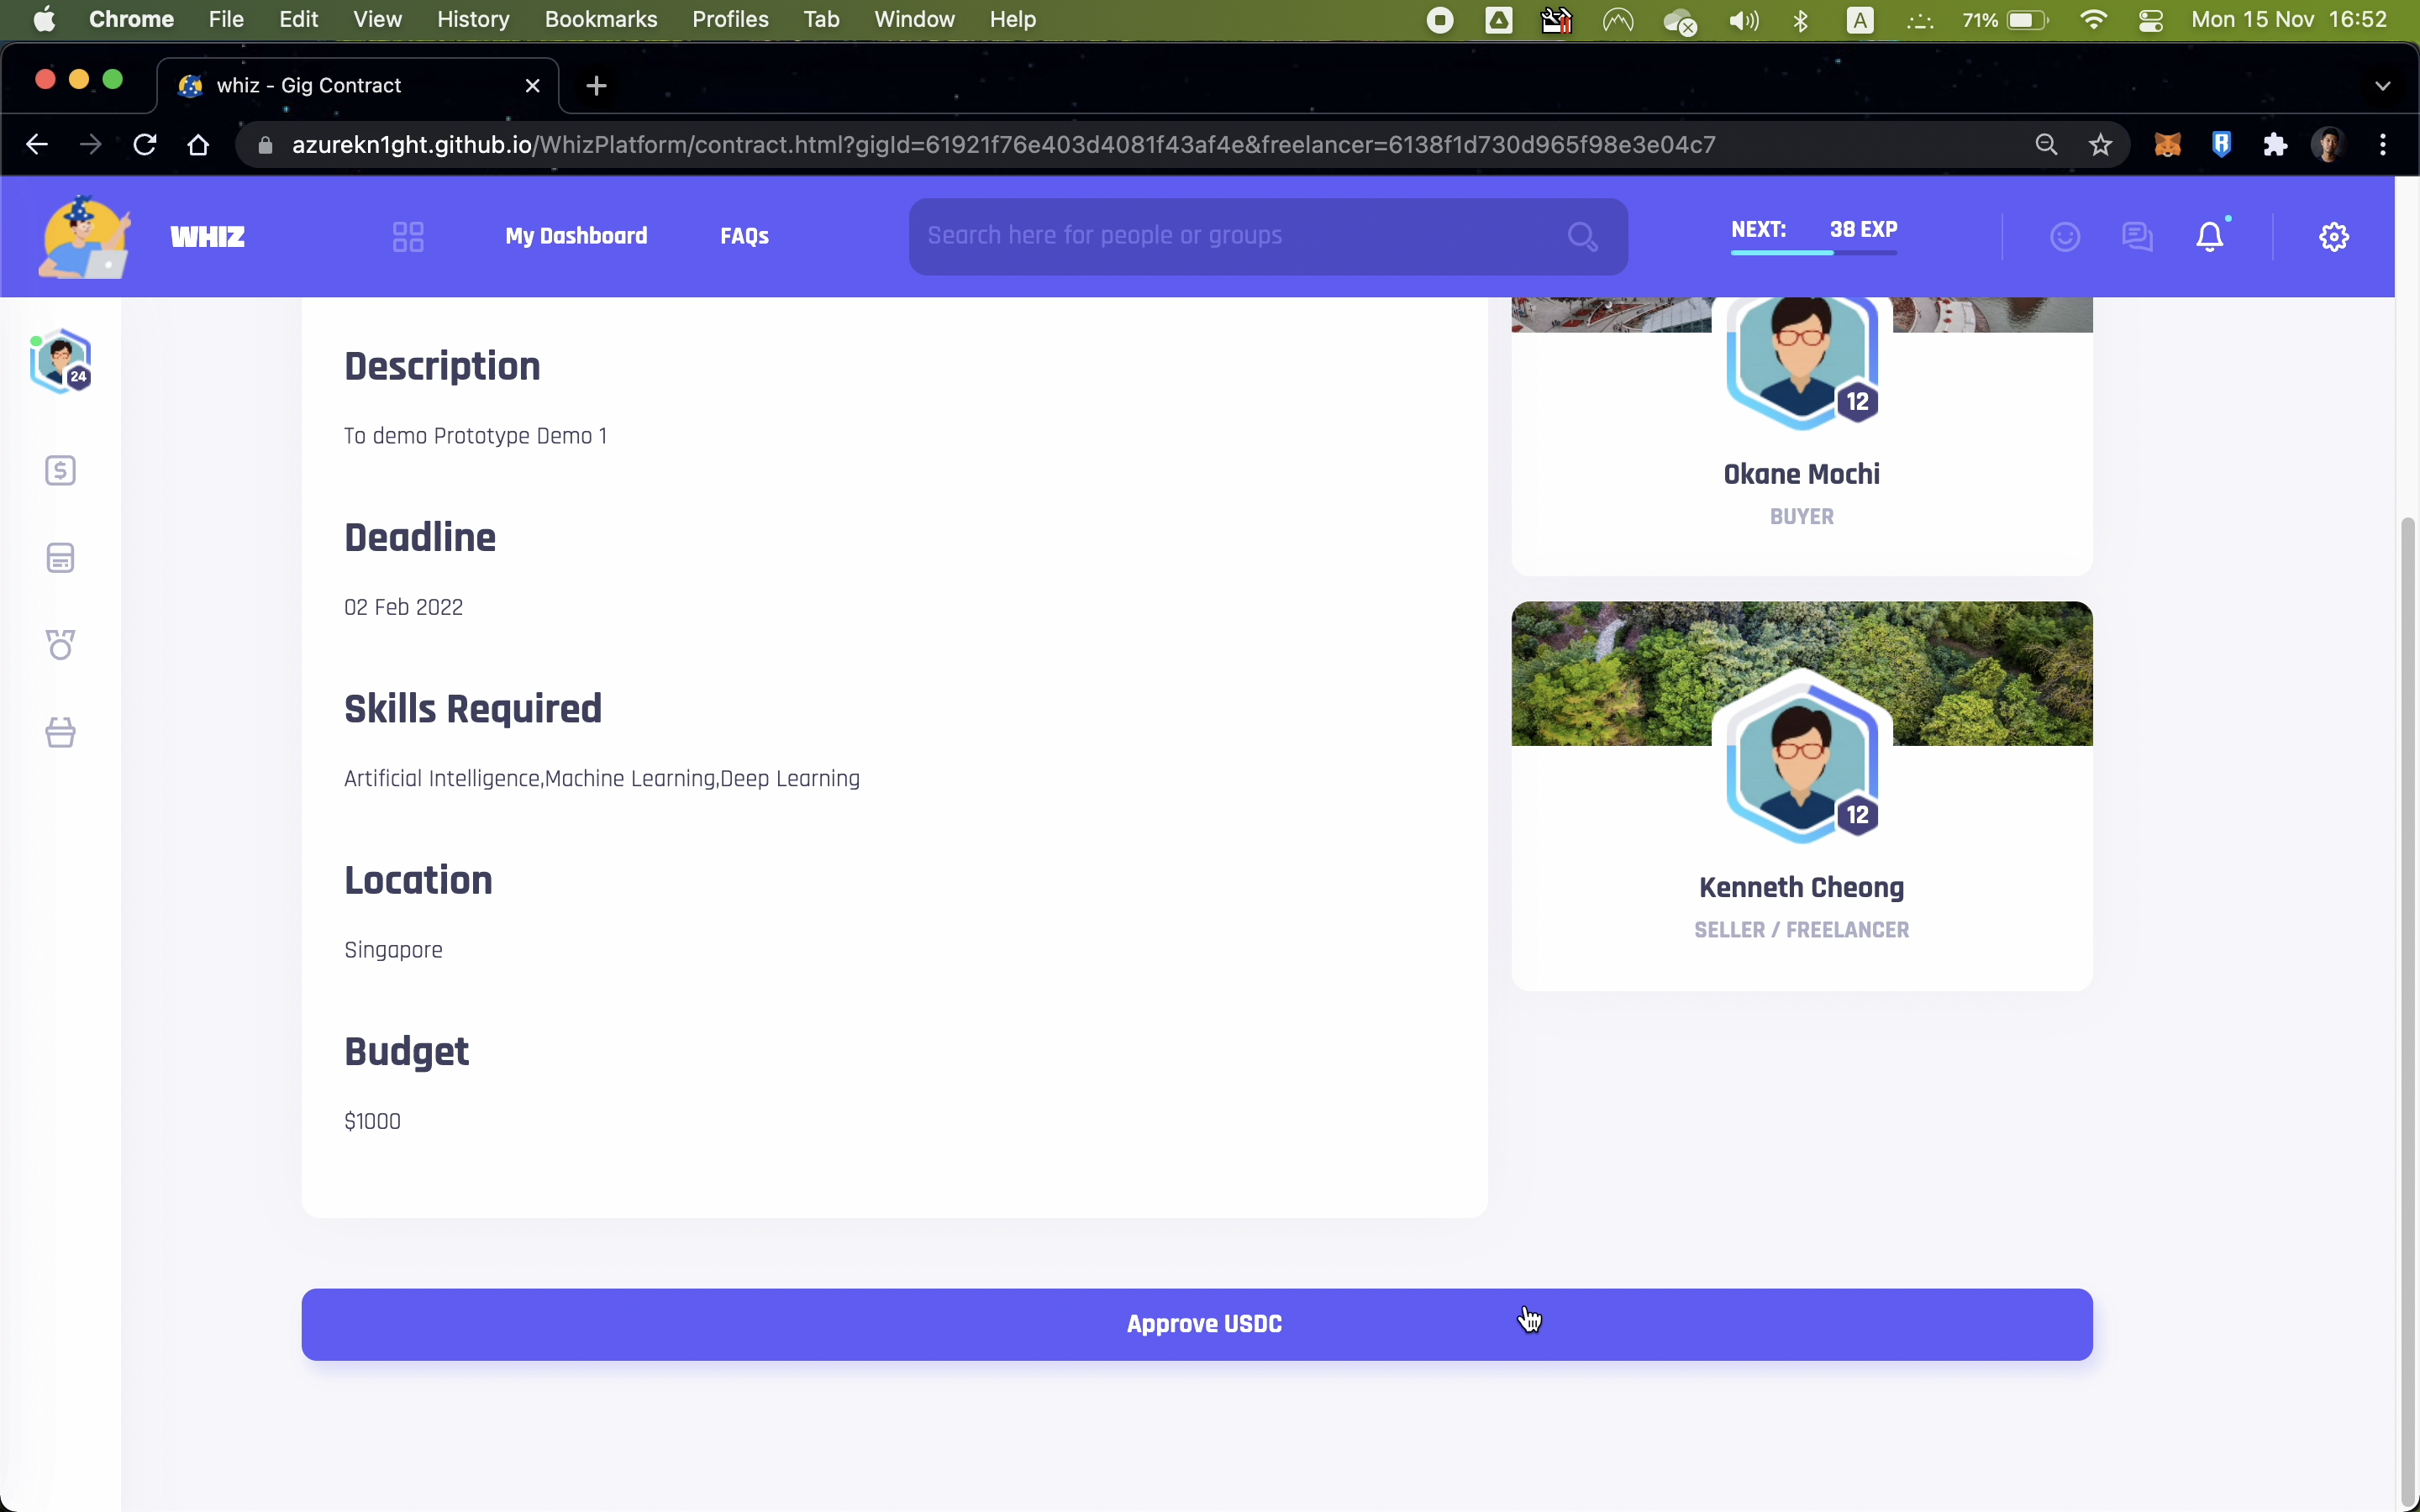 Chrome File Edit View History Bookmarks Profiles Tab Window Help A 71% Mon 15 Nov 16:52
whiz - Gig Contract
azurekn1ght.github.io/WhizPlatform/contract.html?gigId=61921f76e403d4081f43af4e&freelancer=6138f1d730d965f98e3e04c7
WHIZ My Dashboard FAQs Search here for people or groups NEXT: 38 EXP
24
Description
To demo Prototype Demo 1
Deadline
02 Feb 2022
Skills Required
Artificial Intelligence,Machine Learning,Deep Learning
Location
Singapore
Budget
$1000
12
Okane Mochi
BUYER
12
Kenneth Cheong
SELLER / FREELANCER
Approve USDC